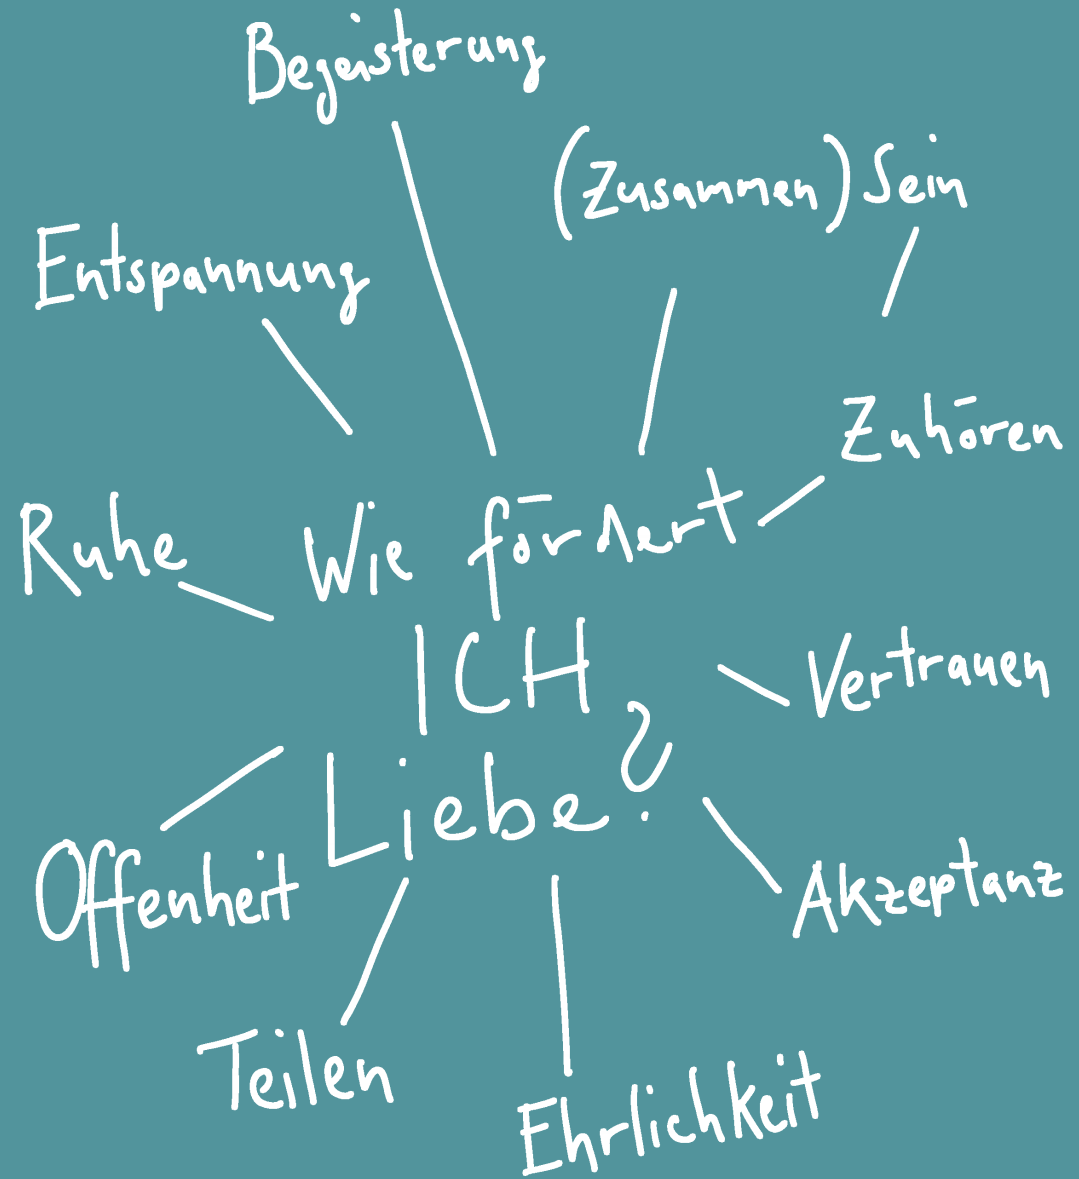 Begeisterung
(Zusammen) Sein
Entspannung
Zuhören
Ruhe
Wie fördert
ICH
Liebe?
Vertrauen
Offenheit
Akzeptanz
Teilen
Ehrlichkeit